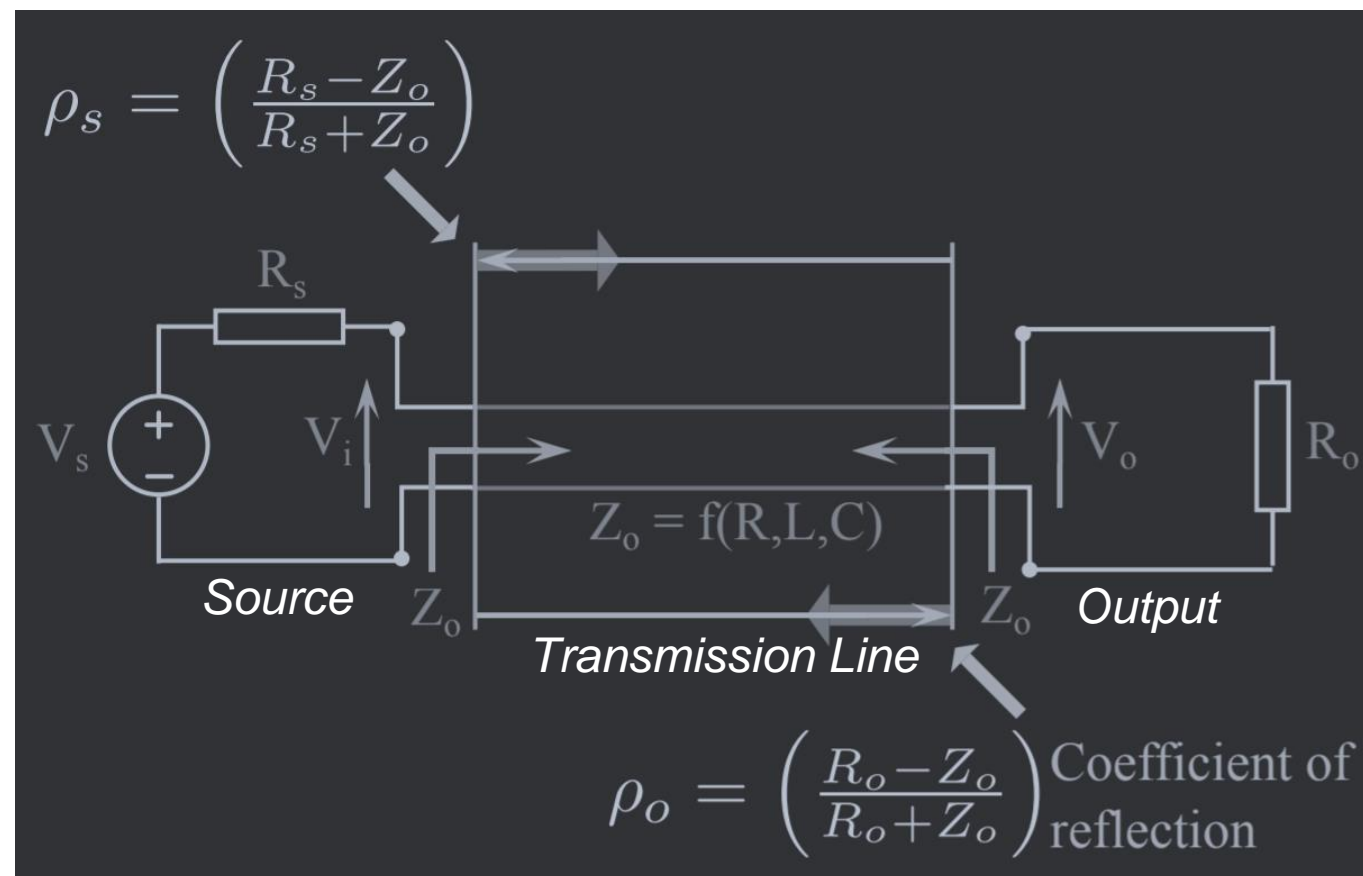 ρₛ = (Rₛ−Zₒ / Rₛ+Zₒ)
Rₛ
Vₛ
+
−
Vᵢ
Vₒ
Rₒ
Zₒ = f(R,L,C)
Source
Zₒ
Zₒ
Output
Transmission Line
ρₒ = (Rₒ−Zₒ / Rₒ+Zₒ)
Coefficient of
reflection